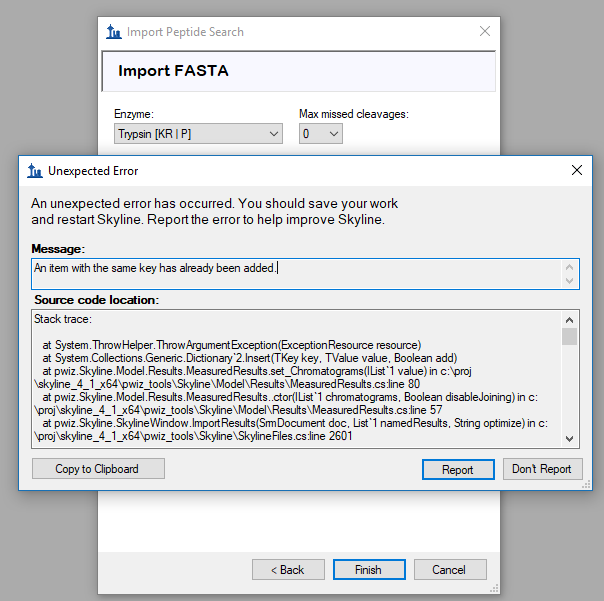 Import Peptide Search
Import FASTA
Enzyme:
Max missed cleavages:
Trypsin [KR | P]
0
Unexpected Error
An unexpected error has occurred. You should save your work
and restart Skyline. Report the error to help improve Skyline.
Message:
An item with the same key has already been added.
Source code location:
Stack trace:
at System.ThrowHelper.ThrowArgumentException(ExceptionResource resource)
at System.Collections.Generic.Dictionary`2.Insert(TKey key, TValue value, Boolean add)
at pwiz.Skyline.Model.Results.MeasuredResults.set_Chromatograms(IList`1 value) in c:\proj
\skyline_4_1_x64\pwiz_tools\Skyline\Model\Results\MeasuredResults.cs:line 80
at pwiz.Skyline.Model.Results.MeasuredResults..ctor(IList`1 chromatograms, Boolean disableJoining) in c:
\proj\skyline_4_1_x64\pwiz_tools\Skyline\Model\Results\MeasuredResults.cs:line 57
at pwiz.Skyline.SkylineWindow.ImportResults(SrmDocument doc, List`1 namedResults, String optimize) in c:
\proj\skyline_4_1_x64\pwiz_tools\Skyline\SkylineFiles.cs:line 2601
Copy to Clipboard
Report
Don't Report
< Back
Finish
Cancel